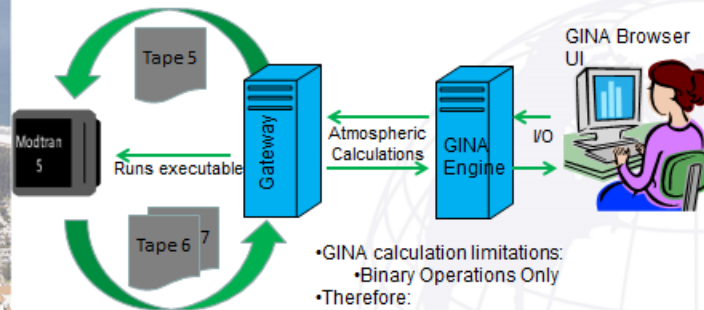 GINA Browser
UI
Tape 5
Modtran
5
Runs executable
Gateway
Atmospheric
Calculations
GINA
Engine
I/O
Tape 6
7
•GINA calculation limitations:
•Binary Operations Only
•Therefore: